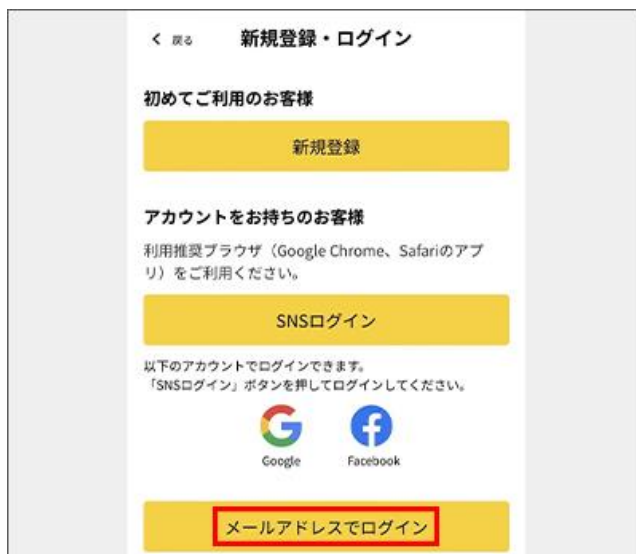 戻る 新規登録・ログイン
初めてご利用のお客様
新規登録
アカウントをお持ちのお客様
利用推奨ブラウザ（Google Chrome、Safariのアプ
リ）をご利用ください。
SNSログイン
以下のアカウントでログインできます。
「SNSログイン」ボタンを押してログインしてください。
Google Facebook
メールアドレスでログイン